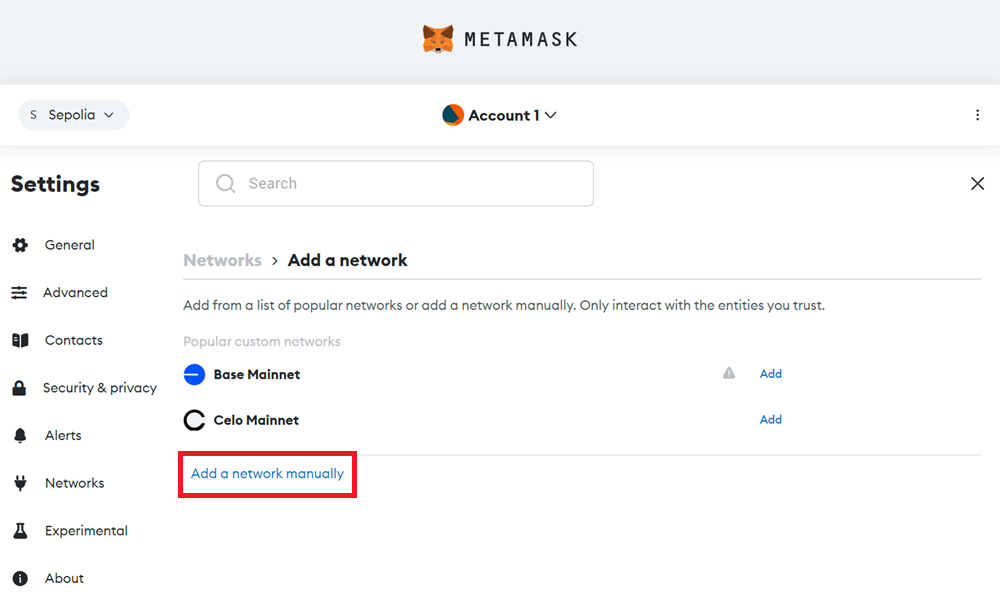 METAMASK
S Sepolia
Account 1
Settings
Search
General
Advanced
Contacts
Security & privacy
Alerts
Networks
Experimental
About
Networks > Add a network
Add from a list of popular networks or add a network manually. Only interact with the entities you trust.
Popular custom networks
Base Mainnet Add
Celo Mainnet Add
Add a network manually